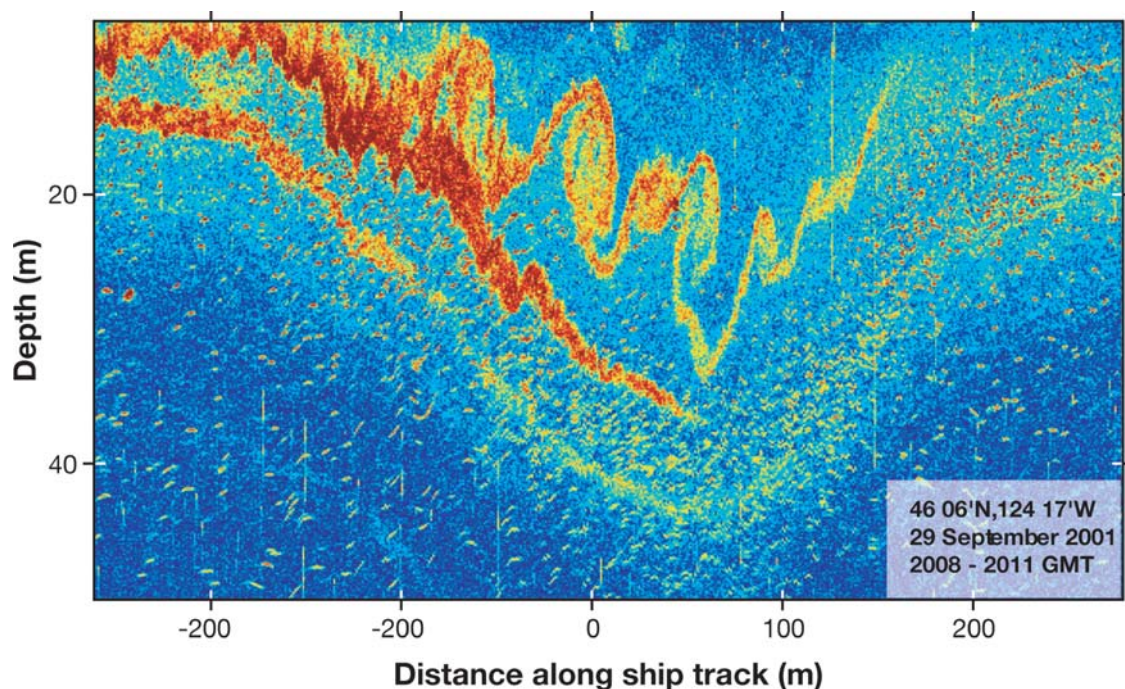 Depth (m)
20
40
46 06'N,124 17'W
29 September 2001
2008 - 2011 GMT
-200
-200
0
100
200
Distance along ship track (m)